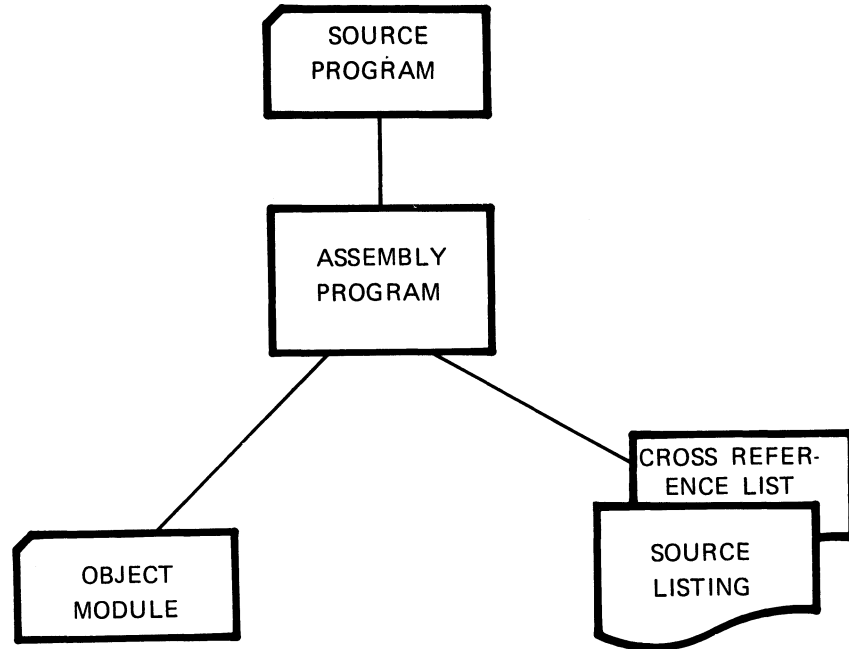 SOURCE
PROGRAM
ASSEMBLY
PROGRAM
CROSS REFER-
ENCE LIST
OBJECT
MODULE
SOURCE
LISTING